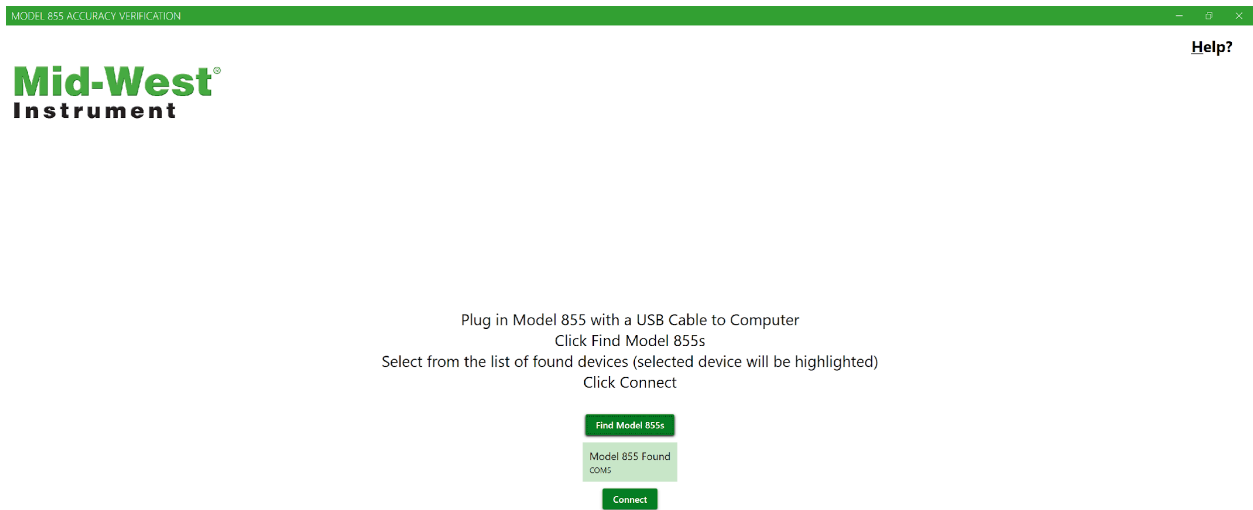 MODEL 855 ACCURACY VERIFICATION
Help?
Mid-West®
Instrument
Plug in Model 855 with a USB Cable to Computer
Click Find Model 855s
Select from the list of found devices (selected device will be highlighted)
Click Connect
Find Model 855s
Model 855 Found
COM5
Connect